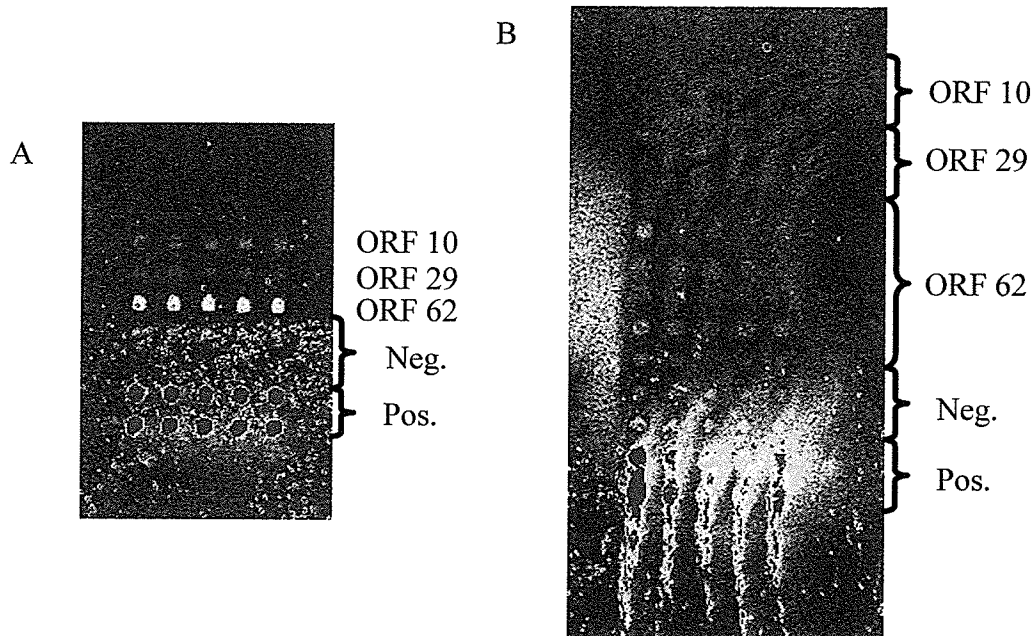 A
ORF 10
ORF 29
ORF 62
Neg.
Pos.
B
ORF 10
ORF 29
ORF 62
Neg.
Pos.